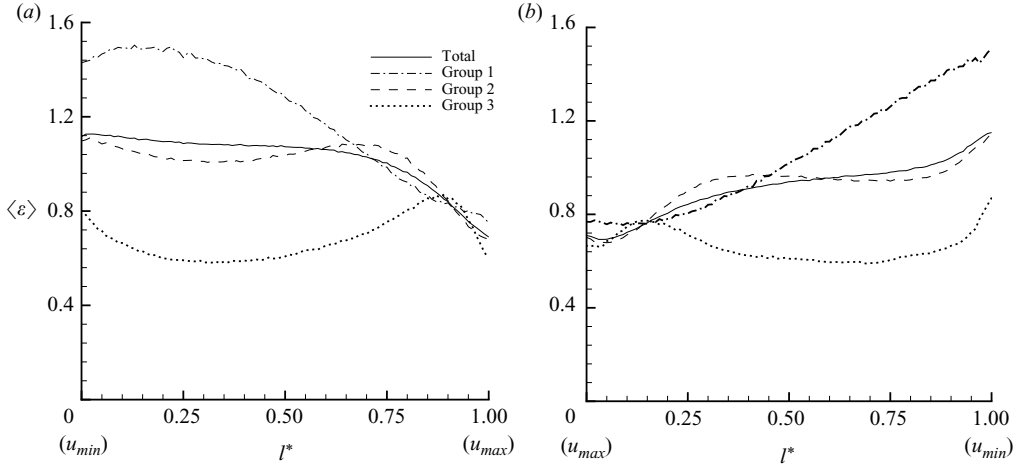 (a)
1.6
1.2
0.8
0.4
⟨ε⟩
Total
Group 1
Group 2
Group 3
0 0.25 0.50 0.75 1.00
(u_min) l* (u_max)
(b)
1.6
1.2
0.8
0.4
0 0.25 0.50 0.75 1.00
(u_max) l* (u_min)